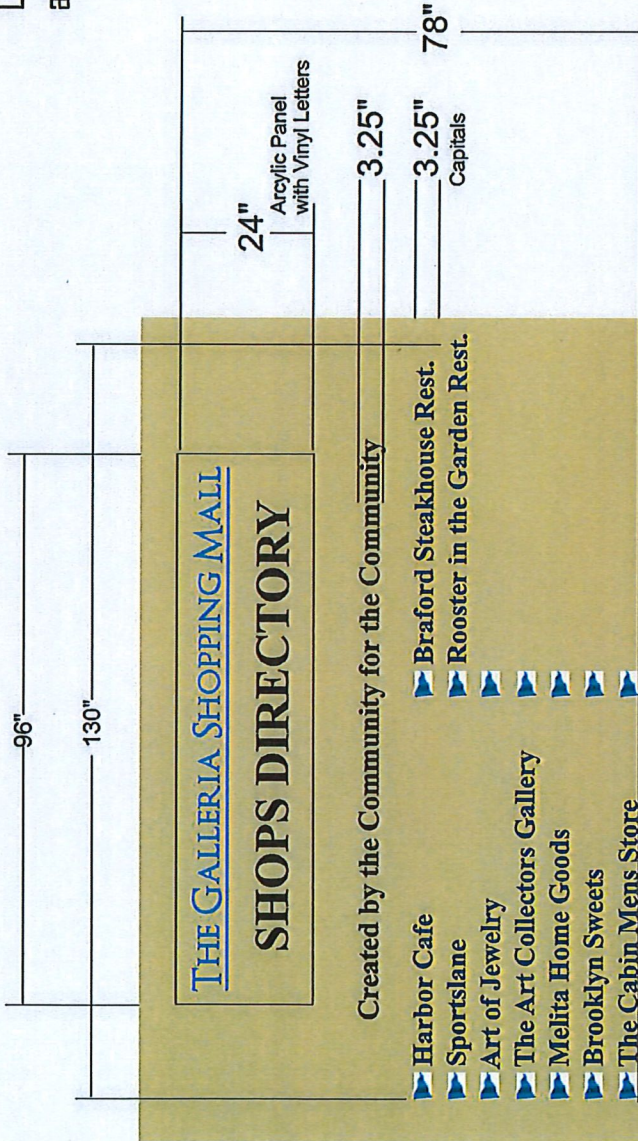 96"
130"
THE GALLERIA SHOPPING MALL
SHOPS DIRECTORY
24"
Arcylic Panel
with Vinyl Letters
78"
Created by the Community for the Community
3.25"
3.25"
Capitals
Harbor Cafe
Sportslane
Art of Jewelry
The Art Collectors Gallery
Melita Home Goods
Brooklyn Sweets
The Cabin Mens Store
Braford Steakhouse Rest.
Rooster in the Garden Rest.